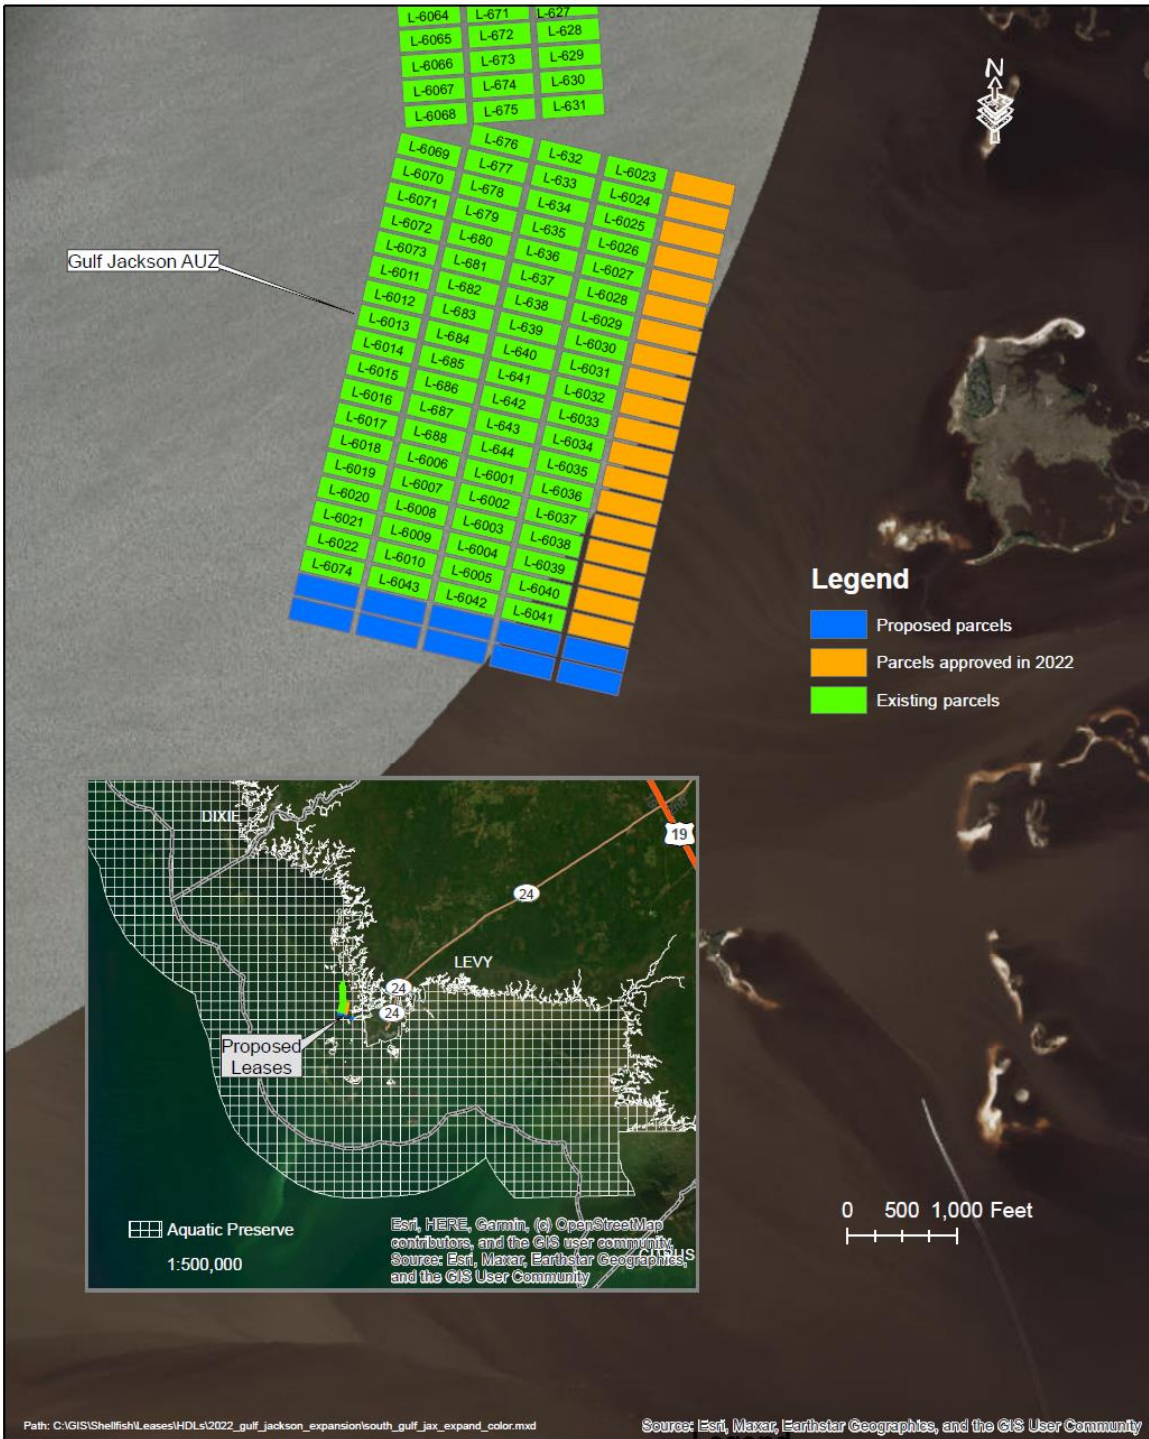 L-6064 L-671 L-627
L-6065 L-672 L-628
L-6066 L-673 L-629
L-6067 L-674 L-630
L-6068 L-675 L-631
N
L-6069 L-676 L-632 L-6023
L-6070 L-677 L-633 L-6024
L-6071 L-678 L-634 L-6025
L-6072 L-679 L-635 L-6026
L-6073 L-680 L-636 L-6027
L-6011 L-681 L-637 L-6028
L-6012 L-682 L-638 L-6029
L-6013 L-683 L-639 L-6030
L-6014 L-684 L-640 L-6031
L-6015 L-685 L-641 L-6032
L-6016 L-686 L-642 L-6033
L-6017 L-687 L-643 L-6034
L-6018 L-688 L-644 L-6035
L-6019 L-6006 L-6001 L-6036
L-6020 L-6007 L-6002 L-6037
L-6021 L-6008 L-6003 L-6038
L-6022 L-6009 L-6004 L-6039
L-6074 L-6010 L-6005 L-6040
L-6043 L-6042 L-6041
Gulf Jackson AUZ
Legend
Proposed parcels
Parcels approved in 2022
Existing parcels
DIXIE
19
24
LEVY
24
24
Proposed
Leases
Aquatic Preserve
1:500,000
CITRUS
Esri, HERE, Garmin, (c) OpenStreetMap
contributors, and the GIS user community,
Source: Esri, Maxar, Earthstar Geographics,
and the GIS User Community
0 500 1,000 Feet
Path: C:\GIS\Shellfish\Leases\HDLs\2022_gulf_jackson_expansion\south_gulf_jax_expand_color.mxd
Source: Esri, Maxar, Earthstar Geographics, and the GIS User Community